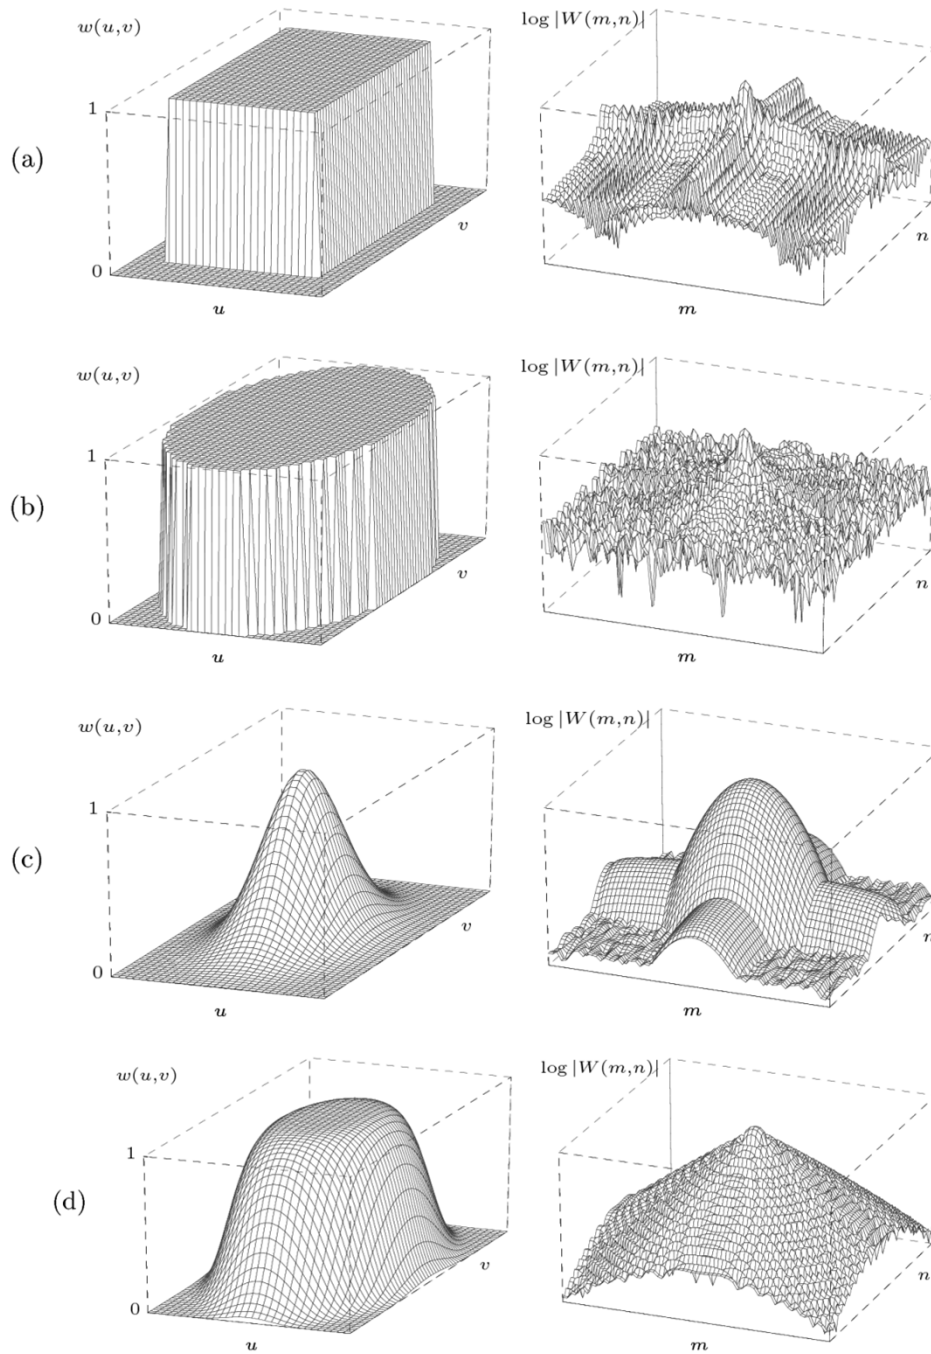 w(u,v)
log |W(m,n)|
1
(a)
0
v
n
u
m
w(u,v)
log |W(m,n)|
1
(b)
0
v
n
u
m
w(u,v)
log |W(m,n)|
1
(c)
0
v
n
u
m
w(u,v)
log |W(m,n)|
1
(d)
0
v
n
u
m